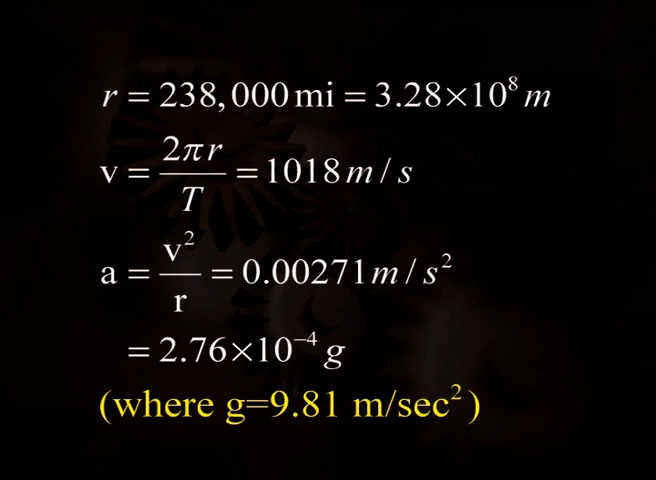 r = 238,000 mi = 3.28×10⁸ m
v = 2πr / T = 1018 m / s
a = v² / r = 0.00271 m / s²
= 2.76×10⁻⁴ g
(where g=9.81 m/sec²)